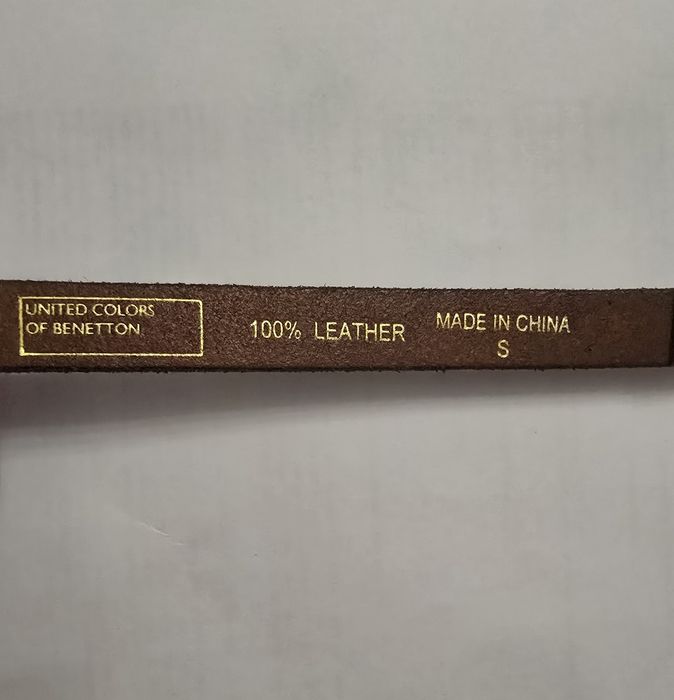 UNITED COLORS
OF BENETTON
100% LEATHER
MADE IN CHINA
S